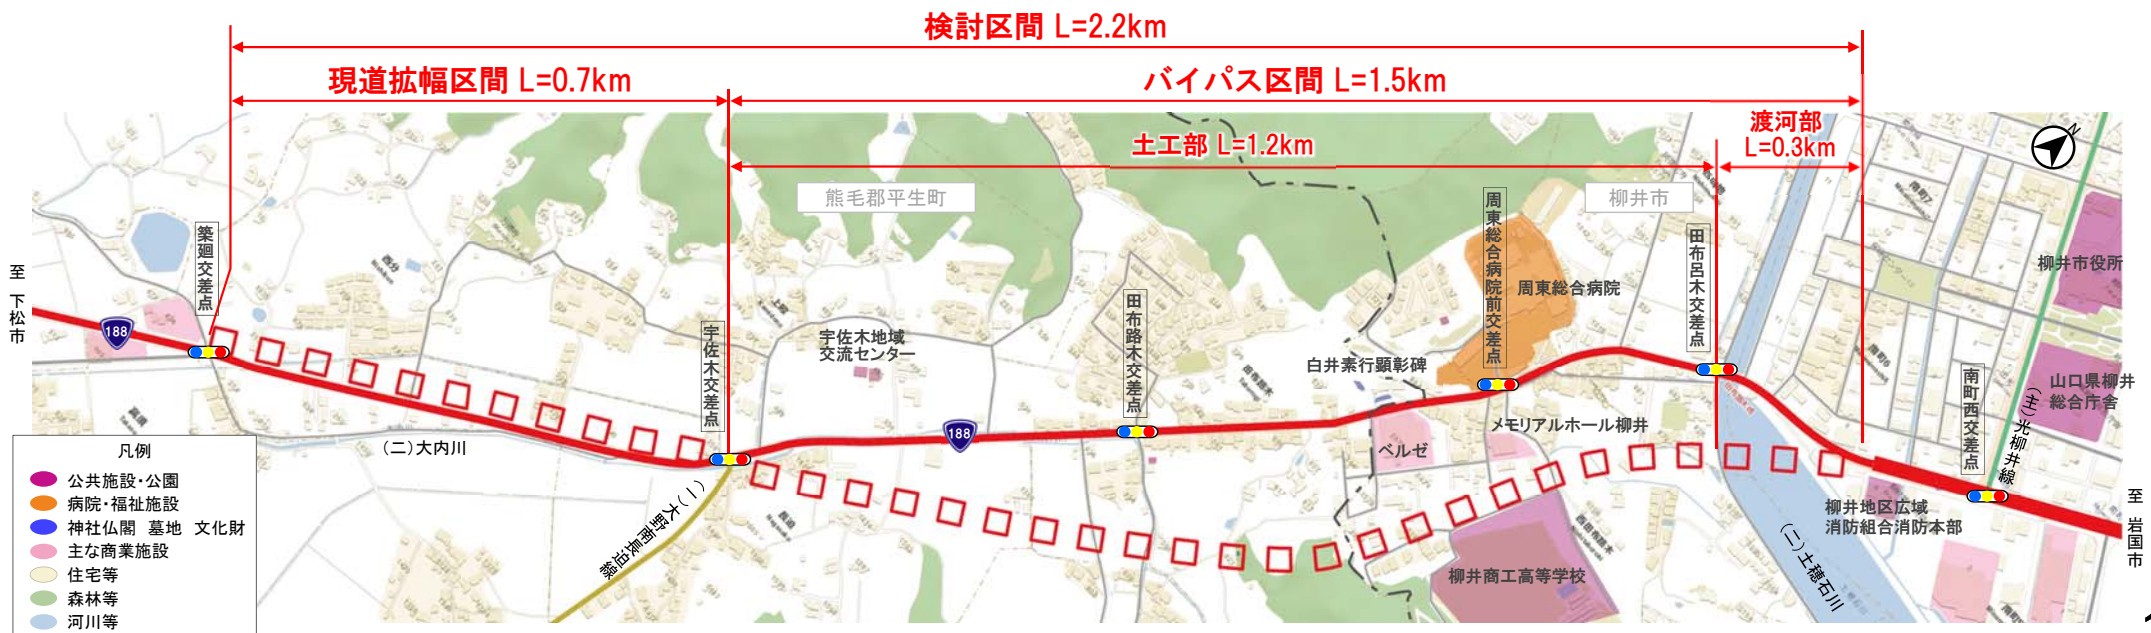 検討区間 L=2.2km
現道拡幅区間 L=0.7km
バイパス区間 L=1.5km
土工部 L=1.2km
渡河部
L=0.3km
N
熊毛郡平生町
柳井市
至 下松市
188
築廻交差点
宇佐木交差点
宇佐木地域
交流センター
188
田布路木交差点
白井素行顕彰碑
周東総合病院前交差点
周東総合病院
田布呂木交差点
柳井市役所
山口県柳井
総合庁舎
(主)光柳井線
南町西交差点
至 岩国市
(二)大内川
(一)大野南長迫線
ベルゼ
メモリアルホール柳井
柳井商工高等学校
柳井地区広域
消防組合消防本部
(二)土穂石川
凡例
公共施設・公園
病院・福祉施設
神社仏閣 墓地 文化財
主な商業施設
住宅等
森林等
河川等